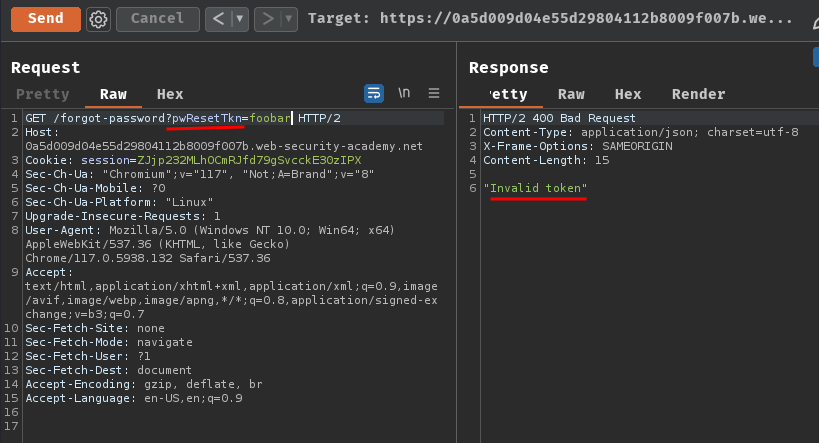 Send Cancel < > Target: https://0a5d009d04e55d29804112b8009f007b.we...
Request
Pretty Raw Hex \n
1 GET /forgot-password?pwResetTkn=foobar HTTP/2
2 Host:
0a5d009d04e55d29804112b8009f007b.web-security-academy.net
3 Cookie: session=ZJjp232MLhOCmRJfd79gSvcckE3OzIPX
4 Sec-Ch-Ua: "Chromium";v="117", "Not;A=Brand";v="8"
5 Sec-Ch-Ua-Mobile: ?0
6 Sec-Ch-Ua-Platform: "Linux"
7 Upgrade-Insecure-Requests: 1
8 User-Agent: Mozilla/5.0 (Windows NT 10.0; Win64; x64)
AppleWebKit/537.36 (KHTML, like Gecko)
Chrome/117.0.5938.132 Safari/537.36
9 Accept:
text/html,application/xhtml+xml,application/xml;q=0.9,image
/avif,image/webp,image/apng,*/*;q=0.8,application/signed-ex
change;v=b3;q=0.7
10 Sec-Fetch-Site: none
11 Sec-Fetch-Mode: navigate
12 Sec-Fetch-User: ?1
13 Sec-Fetch-Dest: document
14 Accept-Encoding: gzip, deflate, br
15 Accept-Language: en-US,en;q=0.9
16
17
Response
etty Raw Hex Render
1 HTTP/2 400 Bad Request
2 Content-Type: application/json; charset=utf-8
3 X-Frame-Options: SAMEORIGIN
4 Content-Length: 15
5
6 "Invalid token"